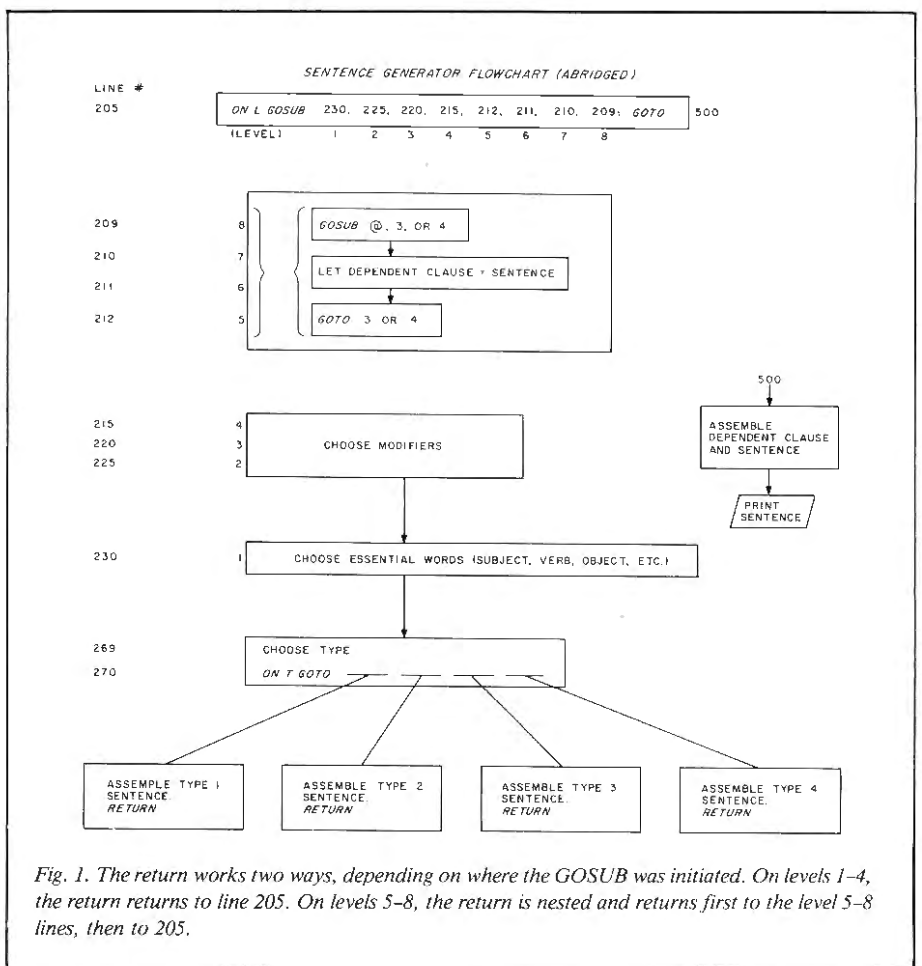 SENTENCE GENERATOR FLOWCHART (ABRIDGED)
LINE #
205 ON L GOSUB 230, 225, 220, 215, 212, 211, 210, 209: GOTO 500
(LEVEL) 1 2 3 4 5 6 7 8
209 8 GOSUB @, 3, OR 4
210 7
LET DEPENDENT CLAUSE = SENTENCE
211 6
212 5 GOTO 3 OR 4
500
215 4
220 3 CHOOSE MODIFIERS
225 2
ASSEMBLE
DEPENDENT CLAUSE
AND SENTENCE
PRINT
SENTENCE
230 1 CHOOSE ESSENTIAL WORDS (SUBJECT, VERB, OBJECT, ETC.)
269 CHOOSE TYPE
270 ON T GOTO
ASSEMPLE TYPE 1
SENTENCE.
RETURN
ASSEMBLE TYPE 2
SENTENCE.
RETURN
ASSEMBLE TYPE 3
SENTENCE.
RETURN
ASSEMBLE TYPE 4
SENTENCE.
RETURN
Fig. 1. The return works two ways, depending on where the GOSUB was initiated. On levels 1–4,
the return returns to line 205. On levels 5–8, the return is nested and returns first to the level 5–8
lines, then to 205.